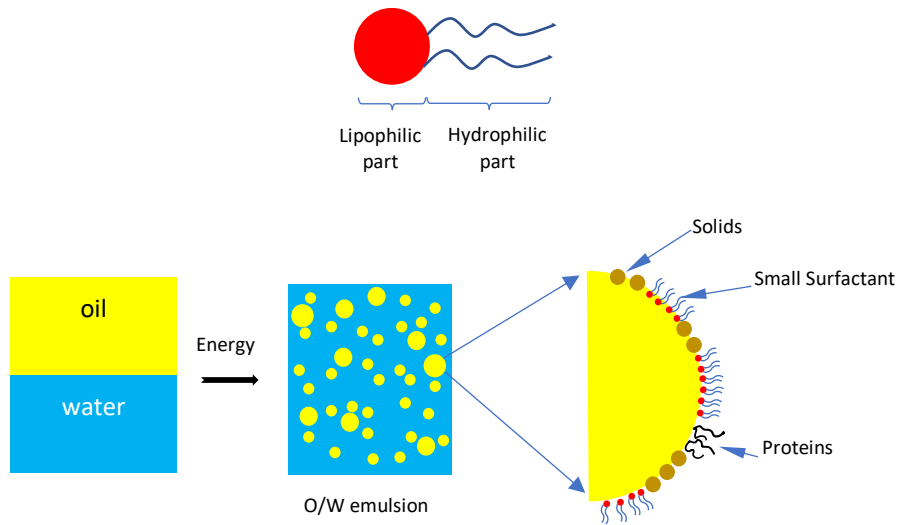 Lipophilic
part
Hydrophilic
part
Solids
Small Surfactant
oil
Energy
water
Proteins
O/W emulsion